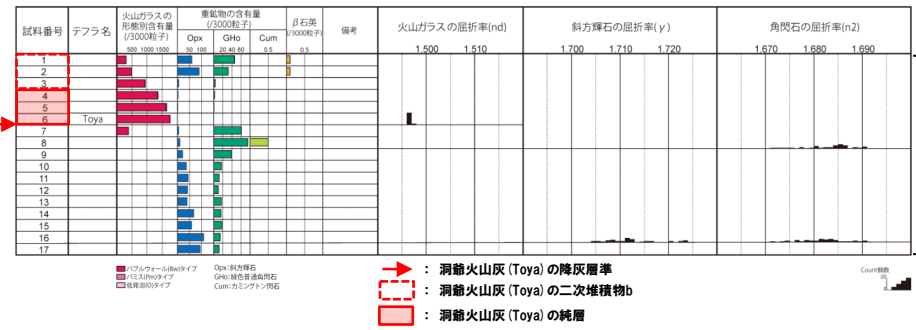 試料番号 テフラ名 火山ガラスの形態別含有量(/3000粒子) 重鉱物の含有量(/3000粒子) β石英(/3000粒子) 備考 火山ガラスの屈折率(nd) 斜方輝石の屈折率(γ) 角閃石の屈折率(n2)
Opx GHo Cum
500 1000 1500 50 100 20 40 60 0.5 0.5 1.500 1.510 1.700 1.710 1.720 1.670 1.680 1.690
1
2
3
4
5
6 Toya
7
8
9
10
11
12
13
14
15
16
17
バブルウォール(Bw)タイプ Opx:斜方輝石
パミス(Pm)タイプ GHo:緑色普通角閃石
低発泡(O)タイプ Cum:カミングトン閃石
: 洞爺火山灰(Toya)の降灰層準
: 洞爺火山灰(Toya)の二次堆積物b
: 洞爺火山灰(Toya)の純層
Count個数
20